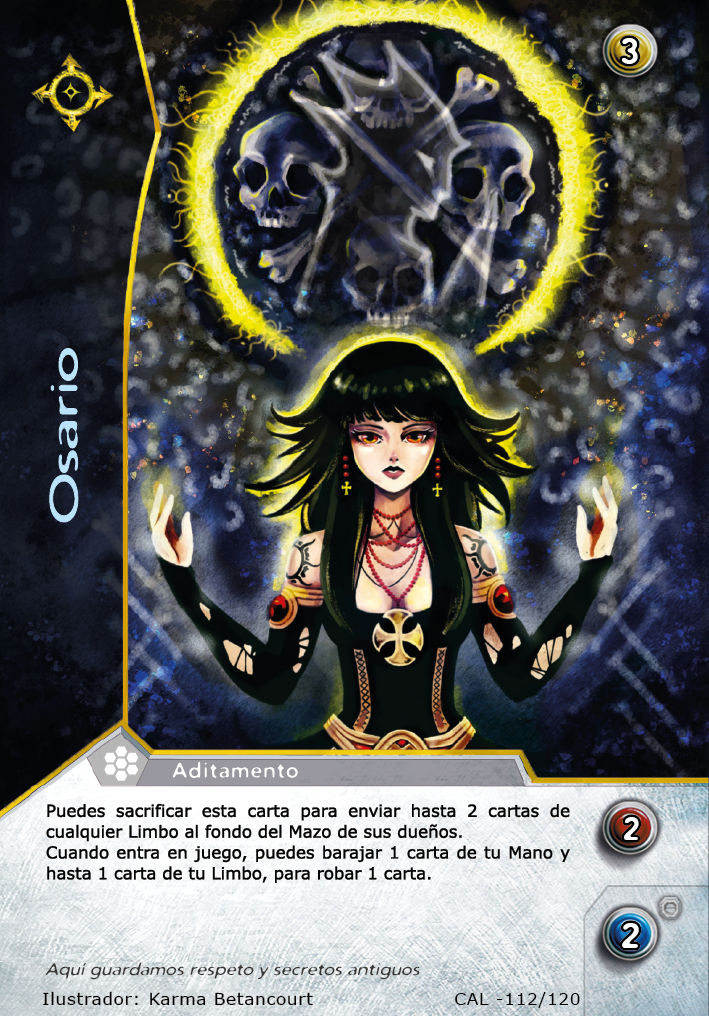 3
Osario
Aditamento
Puedes sacrificar esta carta para enviar hasta 2 cartas de
cualquier Limbo al fondo del Mazo de sus dueños.
Cuando entra en juego, puedes barajar 1 carta de tu Mano y
hasta 1 carta de tu Limbo, para robar 1 carta.
2
2
Aquí guardamos respeto y secretos antiguos
Ilustrador: Karma Betancourt CAL -112/120